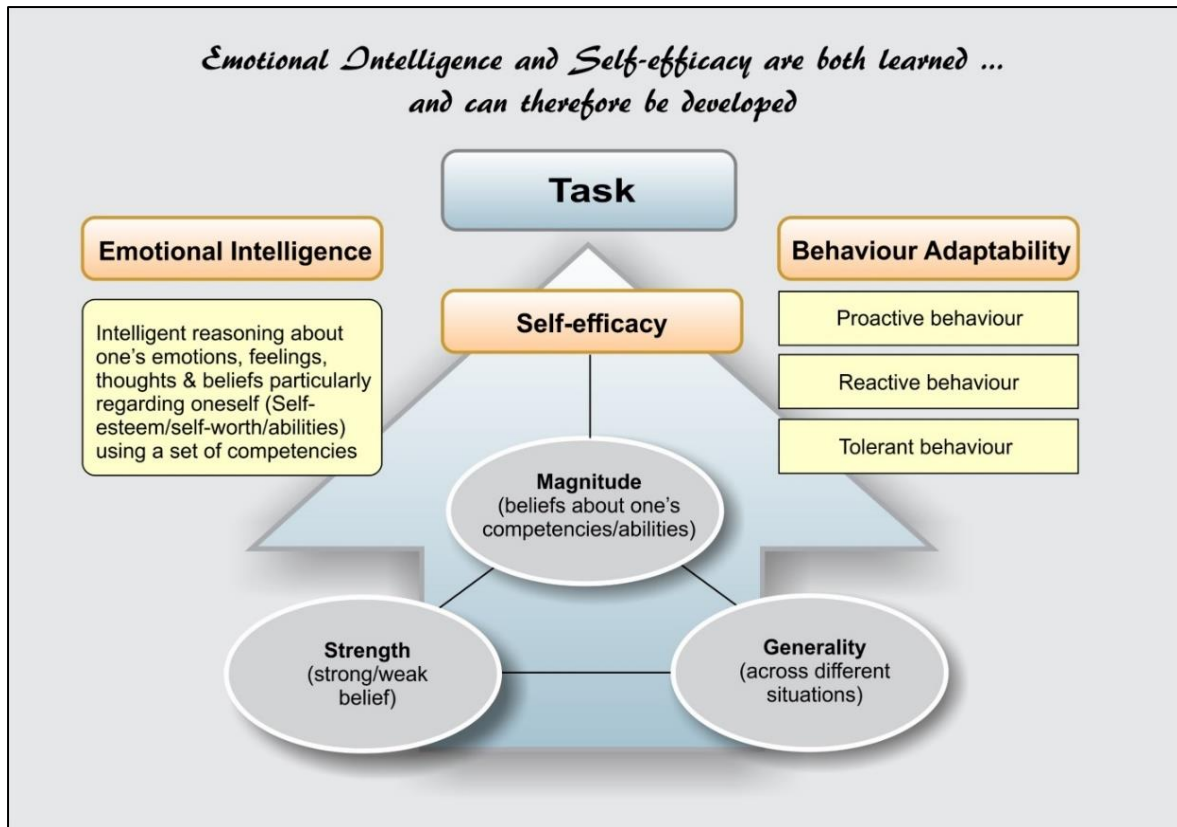 Emotional Intelligence and Self-efficacy are both learned ...
and can therefore be developed
Task
Emotional Intelligence
Intelligent reasoning about
one's emotions, feelings,
thoughts & beliefs particularly
regarding oneself (Self-
esteem/self-worth/abilities)
using a set of competencies
Self-efficacy
Behaviour Adaptability
Proactive behaviour
Reactive behaviour
Tolerant behaviour
Magnitude
(beliefs about one's
competencies/abilities)
Strength
(strong/weak
belief)
Generality
(across different
situations)